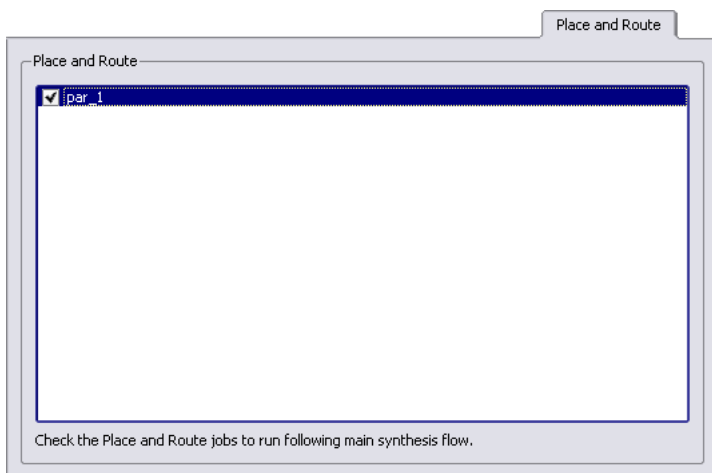 Place and Route
Place and Route
par_1
Check the Place and Route jobs to run following main synthesis flow.